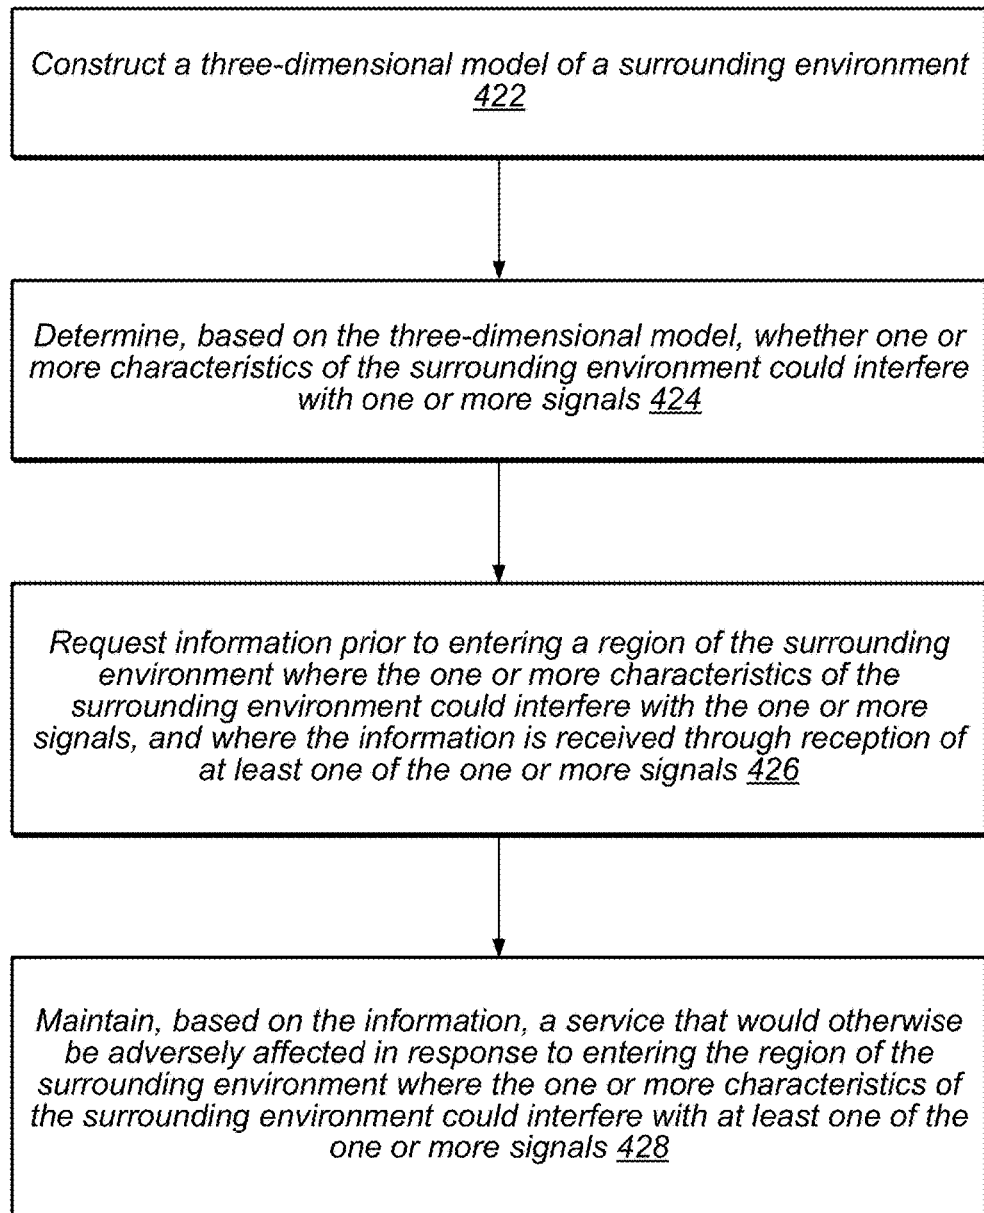 Construct a three-dimensional model of a surrounding environment
422
Determine, based on the three-dimensional model, whether one or
more characteristics of the surrounding environment could interfere
with one or more signals 424
Request information prior to entering a region of the surrounding
environment where the one or more characteristics of the
surrounding environment could interfere with the one or more
signals, and where the information is received through reception of
at least one of the one or more signals 426
Maintain, based on the information, a service that would otherwise
be adversely affected in response to entering the region of the
surrounding environment where the one or more characteristics of
the surrounding environment could interfere with at least one of the
one or more signals 428